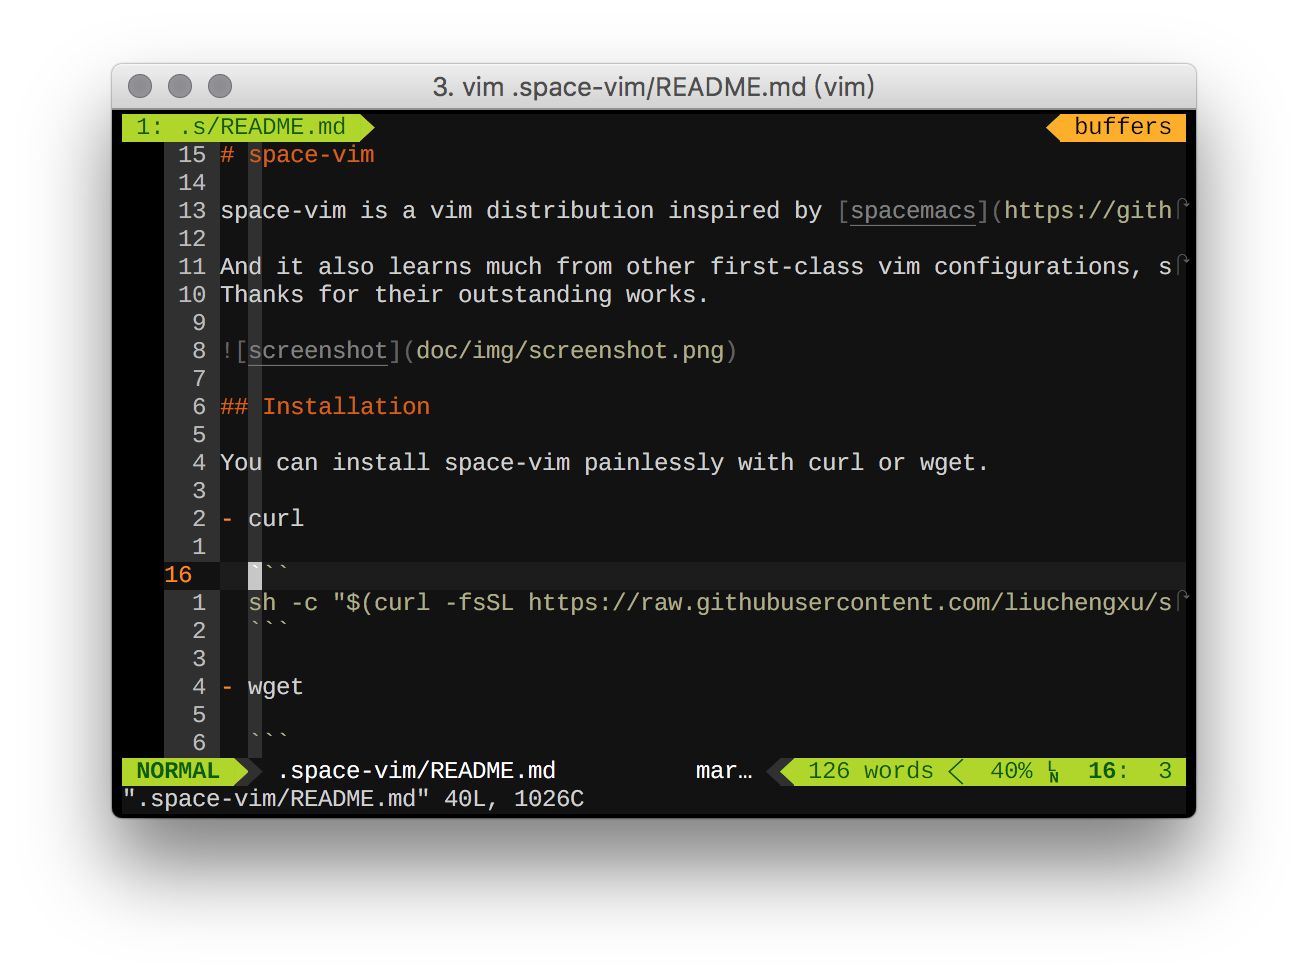 3. vim .space-vim/README.md (vim)
1: .s/README.md buffers
15 # space-vim
14
13 space-vim is a vim distribution inspired by [spacemacs](https://gith
12
11 And it also learns much from other first-class vim configurations, s
10 Thanks for their outstanding works.
9
8 ![screenshot](doc/img/screenshot.png)
7
6 ## Installation
5
4 You can install space-vim painlessly with curl or wget.
3
2 - curl
1
16 ```
1 sh -c "$(curl -fsSL https://raw.githubusercontent.com/liuchengxu/s
2 ```
3
4 - wget
5
6 ```
NORMAL .space-vim/README.md mar… 126 words 40% LN 16: 3
".space-vim/README.md" 40L, 1026C